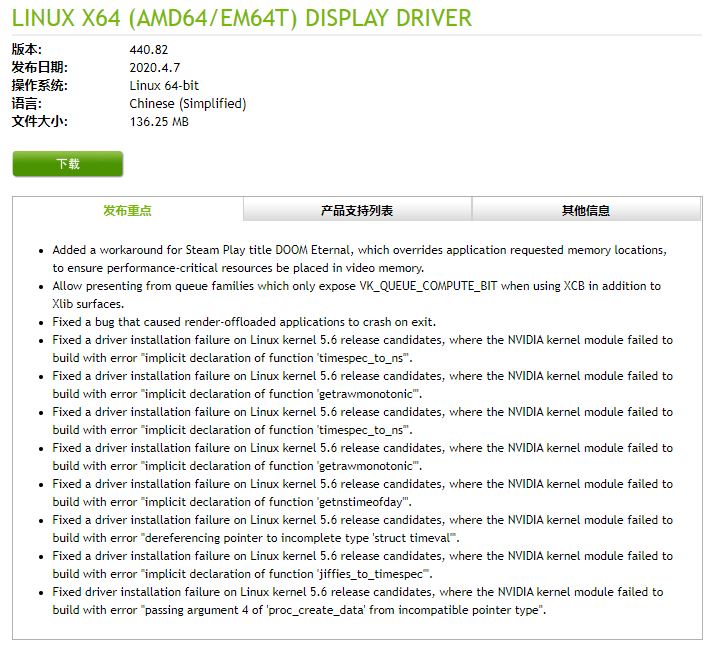 LINUX X64 (AMD64/EM64T) DISPLAY DRIVER
版本: 440.82
发布日期: 2020.4.7
操作系统: Linux 64-bit
语言: Chinese (Simplified)
文件大小: 136.25 MB
下载
发布重点 产品支持列表 其他信息
• Added a workaround for Steam Play title DOOM Eternal, which overrides application requested memory locations,
to ensure performance-critical resources be placed in video memory.
• Allow presenting from queue families which only expose VK_QUEUE_COMPUTE_BIT when using XCB in addition to
Xlib surfaces.
• Fixed a bug that caused render-offloaded applications to crash on exit.
• Fixed a driver installation failure on Linux kernel 5.6 release candidates, where the NVIDIA kernel module failed to
build with error "implicit declaration of function 'timespec_to_ns'".
• Fixed a driver installation failure on Linux kernel 5.6 release candidates, where the NVIDIA kernel module failed to
build with error "implicit declaration of function 'getrawmonotonic'".
• Fixed a driver installation failure on Linux kernel 5.6 release candidates, where the NVIDIA kernel module failed to
build with error "implicit declaration of function 'timespec_to_ns'".
• Fixed a driver installation failure on Linux kernel 5.6 release candidates, where the NVIDIA kernel module failed to
build with error "implicit declaration of function 'getrawmonotonic'".
• Fixed a driver installation failure on Linux kernel 5.6 release candidates, where the NVIDIA kernel module failed to
build with error "implicit declaration of function 'getnstimeofday'".
• Fixed a driver installation failure on Linux kernel 5.6 release candidates, where the NVIDIA kernel module failed to
build with error "dereferencing pointer to incomplete type 'struct timeval'".
• Fixed a driver installation failure on Linux kernel 5.6 release candidates, where the NVIDIA kernel module failed to
build with error "implicit declaration of function 'jiffies_to_timespec'".
• Fixed driver installation failure on Linux kernel 5.6 release candidates, where the NVIDIA kernel module failed to
build with error "passing argument 4 of 'proc_create_data' from incompatible pointer type".